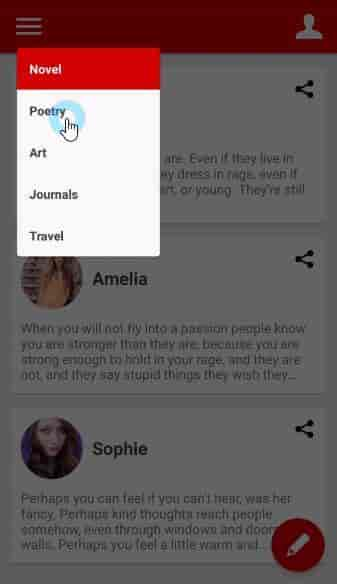 Novel
Poetry
Art
Journals
Travel
are. Even if they live in
ey dress in rags, even if
art, or young. They're still
Amelia
When you will not fly into a passion people know
you are stronger than they are, because you are
strong enough to hold in your rage, and they are
not, and they say stupid things they wish they...
Sophie
Perhaps you can feel if you can't hear, was her
fancy, Perhaps kind thoughts reach people
somehow, even through windows and doors
walls, Perhaps you feel a little warm and...